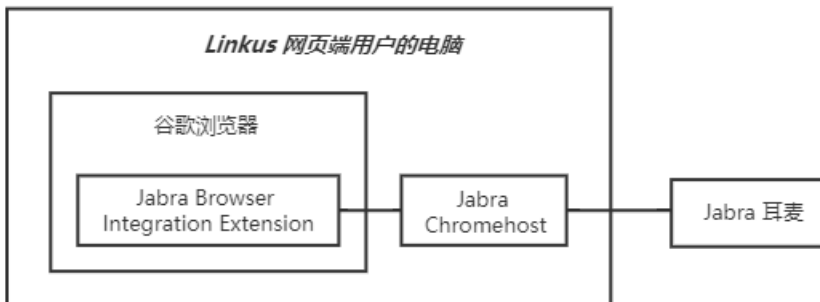 Linkus 网页端用户的电脑
谷歌浏览器
Jabra Browser
Integration Extension
Jabra
Chromehost
Jabra 耳麦